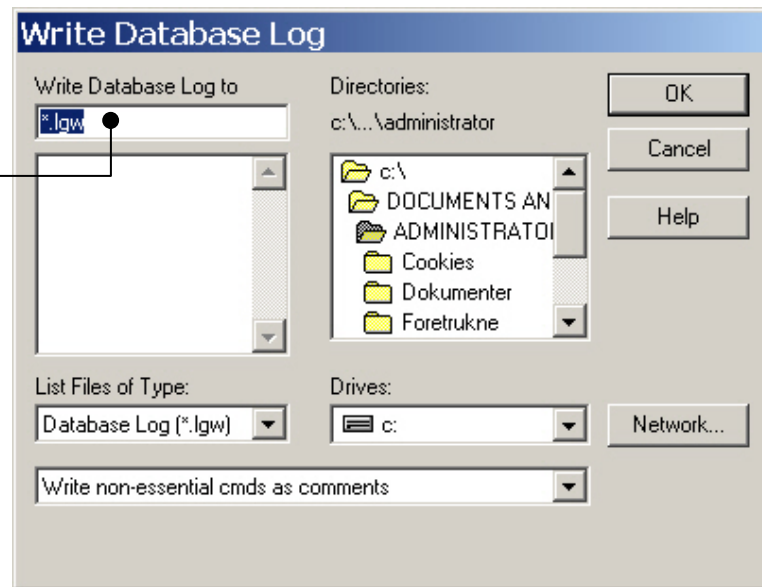 Write Database Log
Write Database Log to
*.lgw
Directories:
c:\...\administrator
c:\
DOCUMENTS AN
ADMINISTRATOI
Cookies
Dokumenter
Foretrukne
OK
Cancel
Help
List Files of Type:
Database Log (*.lgw)
Drives:
c:
Network...
Write non-essential cmds as comments